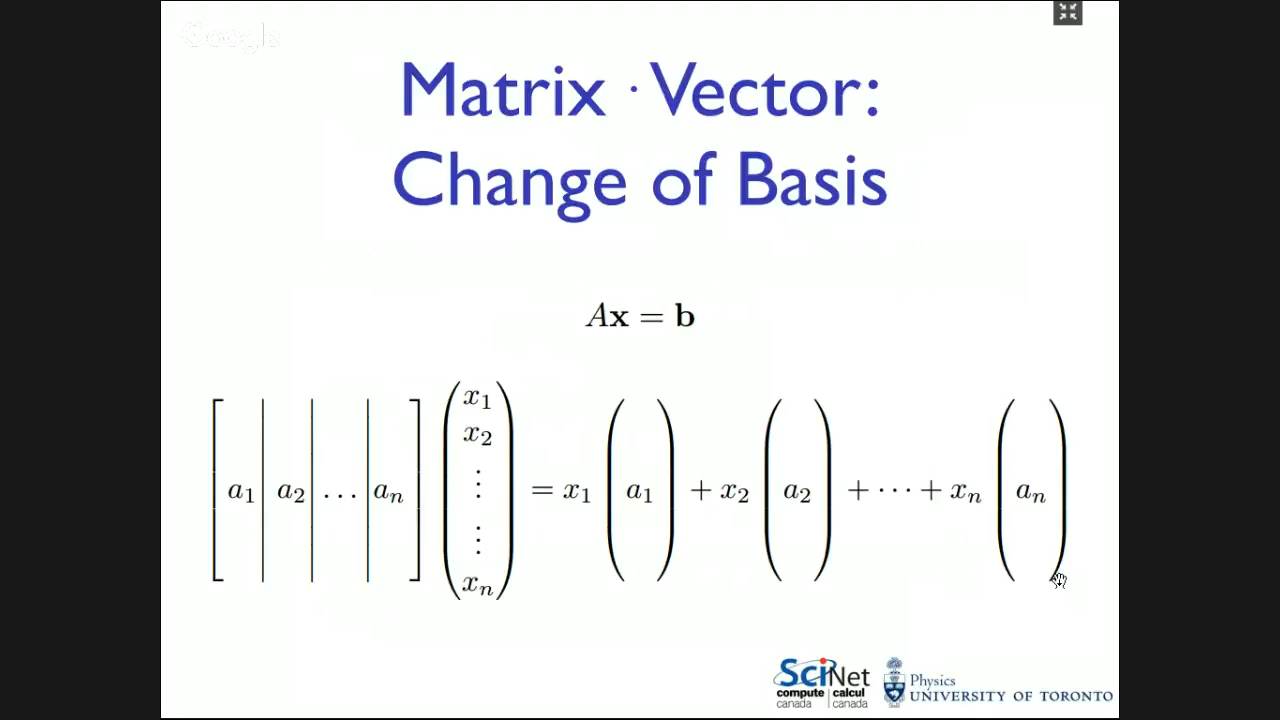 Google
Matrix · Vector:
Change of Basis
Ax = b
[ a₁ | a₂ | … | aₙ ] ( x₁ x₂ ⋮ ⋮ xₙ ) = x₁ ( a₁ ) + x₂ ( a₂ ) + ⋯ + xₙ ( aₙ )
SciNet
compute | calcul
canada | canada
Physics
UNIVERSITY OF TORONTO